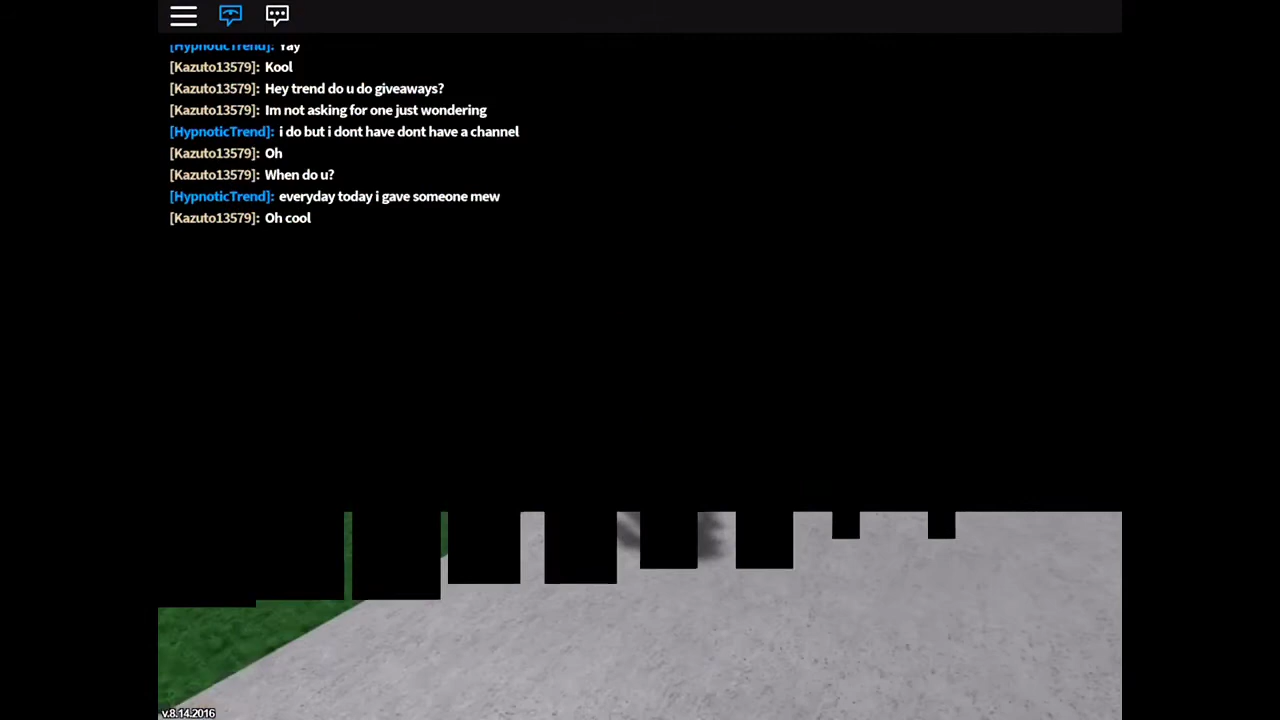 [HypnoticTrend]: Yay
[Kazuto13579]: Kool
[Kazuto13579]: Hey trend do u do giveaways?
[Kazuto13579]: Im not asking for one just wondering
[HypnoticTrend]: i do but i dont have dont have a channel
[Kazuto13579]: Oh
[Kazuto13579]: When do u?
[HypnoticTrend]: everyday today i gave someone mew
[Kazuto13579]: Oh cool
v.8.14.2016